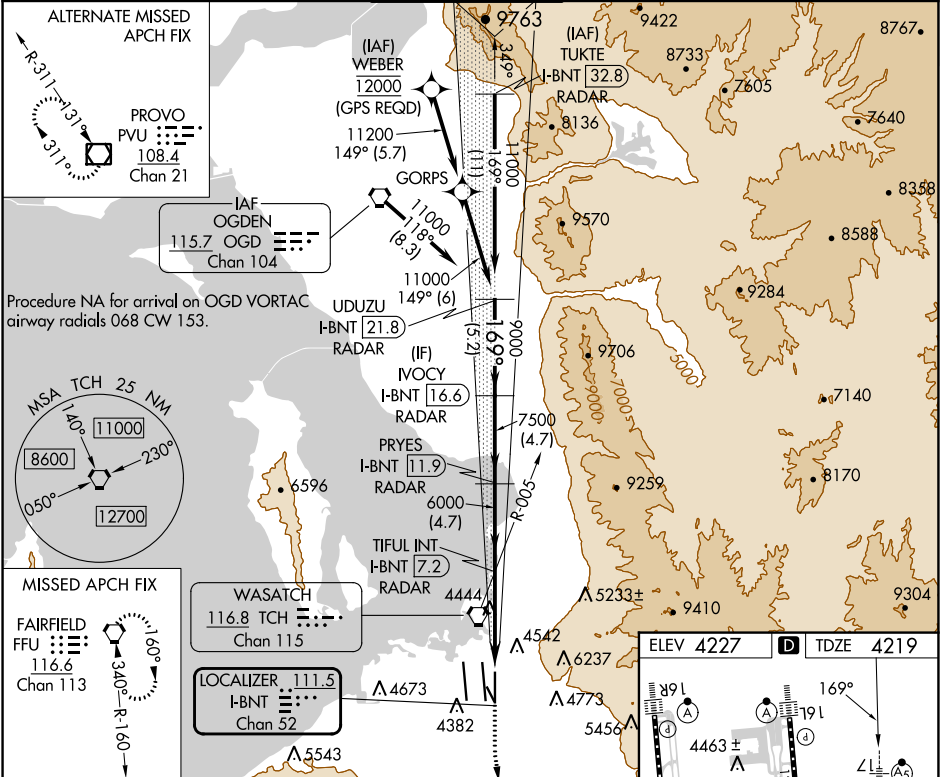 ALTERNATE MISSED
APCH FIX
R-311
131°
311°
PROVO
PVU
108.4
Chan 21
(IAF)
WEBER
12000
(GPS REQD)
11200
149° (5.7)
GORPS
(IAF)
TUKTE
I-BNT 32.8
RADAR
349°
9763
9422
8767
8733
7605
8136
7640
8358
9570
8588
9284
11000
169°
(11)
IAF
OGDEN
115.7 OGD
Chan 104
11000
118°
(8.3)
11000
149° (6)
Procedure NA for arrival on OGD VORTAC
airway radials 068 CW 153.
UDUZU
I-BNT 21.8
RADAR
9000
169°
(5.2)
(IF)
IVOCY
I-BNT 16.6
RADAR
9706
9000
7000
5000
7140
7500
(4.7)
PRYES
I-BNT 11.9
RADAR
6000
(4.7)
R-005
9259
8170
MSA TCH 25 NM
140°
11000
8600
230°
050°
12700
6596
TIFUL INT
I-BNT 7.2
RADAR
4444
5233±
9410
9304
MISSED APCH FIX
FAIRFIELD
FFU
116.6
Chan 113
160°
340°
R-160
WASATCH
116.8 TCH
Chan 115
LOCALIZER 111.5
I-BNT
Chan 52
4673
4382
5543
4542
6237
4773
5456
ELEV 4227 D TDZE 4219
169°
16R
A
P
A
16L
P
4463 ±
17
A5
1